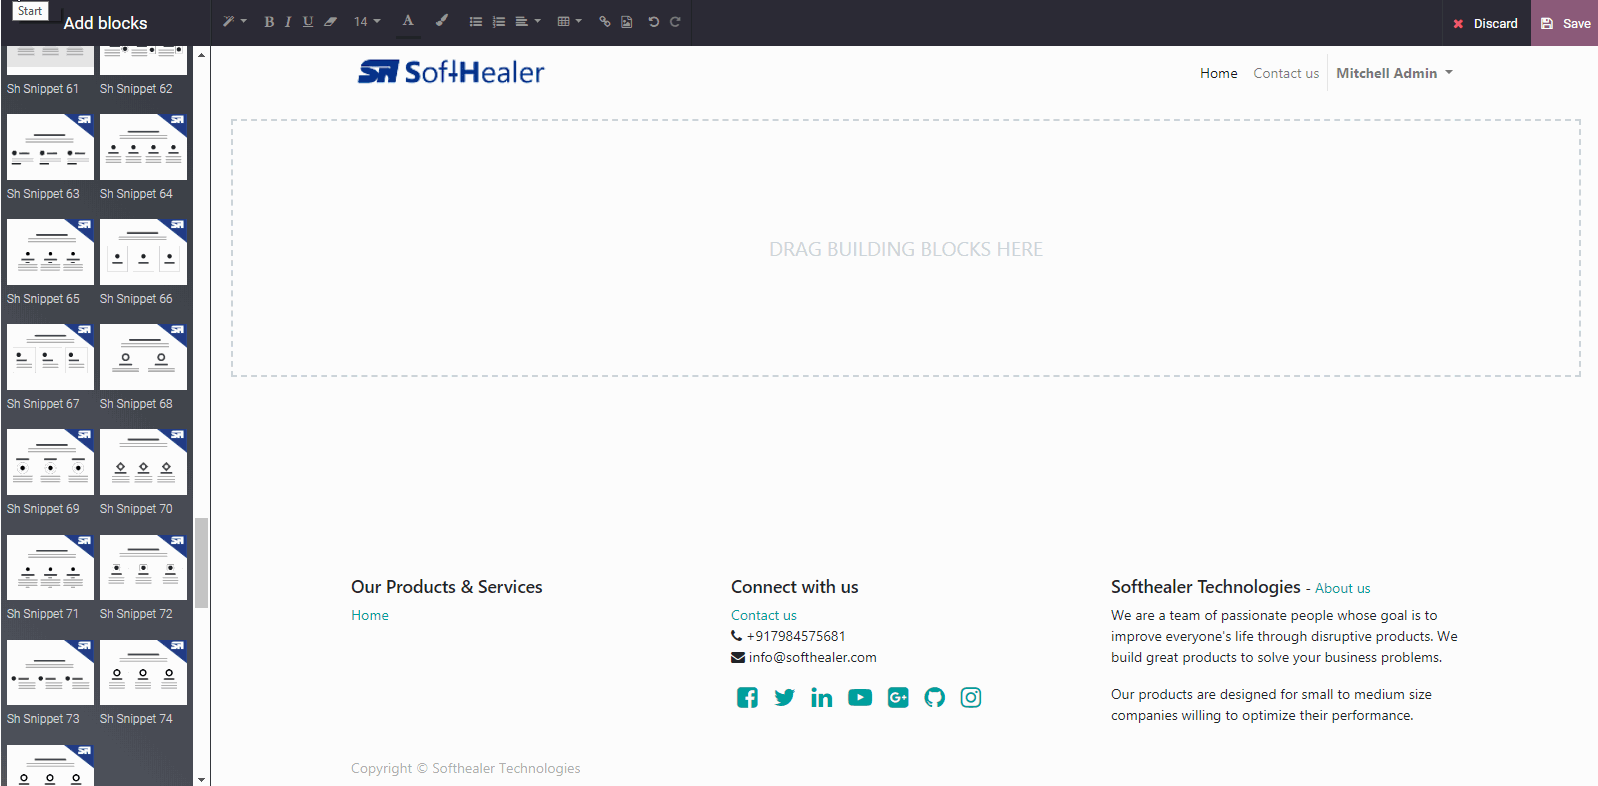 Start
Add blocks
B I U 14 A
Discard
Save
Sh Snippet 61
Sh Snippet 62
Sh Snippet 63
Sh Snippet 64
Sh Snippet 65
Sh Snippet 66
Sh Snippet 67
Sh Snippet 68
Sh Snippet 69
Sh Snippet 70
Sh Snippet 71
Sh Snippet 72
Sh Snippet 73
Sh Snippet 74
SoftHealer
Home
Contact us
Mitchell Admin
DRAG BUILDING BLOCKS HERE
Our Products & Services
Home
Connect with us
Contact us
+917984575681
info@softhealer.com
Softhealer Technologies - About us
We are a team of passionate people whose goal is to
improve everyone's life through disruptive products. We
build great products to solve your business problems.
Our products are designed for small to medium size
companies willing to optimize their performance.
Copyright © Softhealer Technologies